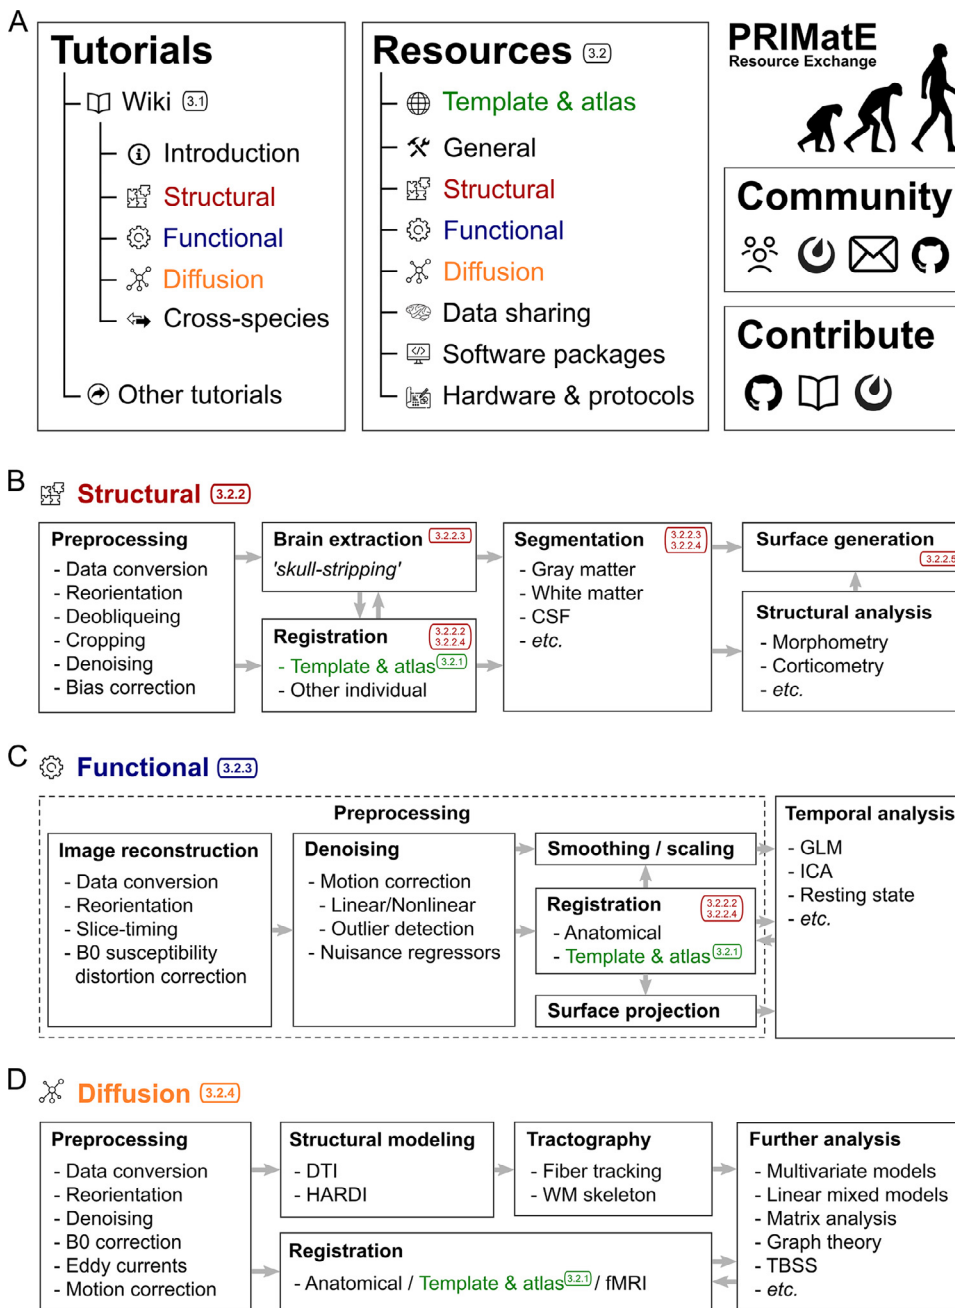 A
Tutorials
Wiki 3.1
Introduction
Structural
Functional
Diffusion
Cross-species
Other tutorials
Resources 3.2
Template & atlas
General
Structural
Functional
Diffusion
Data sharing
Software packages
Hardware & protocols
PRIMatE
Resource Exchange
Community
Contribute
B
Structural 3.2.2
Preprocessing
- Data conversion
- Reorientation
- Deobliqueing
- Cropping
- Denoising
- Bias correction
Brain extraction 3.2.2.3
'skull-stripping'
Registration 3.2.2.2
3.2.2.4
- Template & atlas 3.2.1
- Other individual
Segmentation 3.2.2.3
3.2.2.4
- Gray matter
- White matter
- CSF
- etc.
Surface generation
3.2.2.5
Structural analysis
- Morphometry
- Corticometry
- etc.
C
Functional 3.2.3
Preprocessing
Image reconstruction
- Data conversion
- Reorientation
- Slice-timing
- B0 susceptibility
distortion correction
Denoising
- Motion correction
- Linear/Nonlinear
- Outlier detection
- Nuisance regressors
Smoothing / scaling
Registration 3.2.2.2
3.2.2.4
- Anatomical
- Template & atlas 3.2.1
Surface projection
Temporal analysis
- GLM
- ICA
- Resting state
- etc.
D
Diffusion 3.2.4
Preprocessing
- Data conversion
- Reorientation
- Denoising
- B0 correction
- Eddy currents
- Motion correction
Structural modeling
- DTI
- HARDI
Tractography
- Fiber tracking
- WM skeleton
Registration
- Anatomical / Template & atlas 3.2.1 / fMRI
Further analysis
- Multivariate models
- Linear mixed models
- Matrix analysis
- Graph theory
- TBSS
- etc.